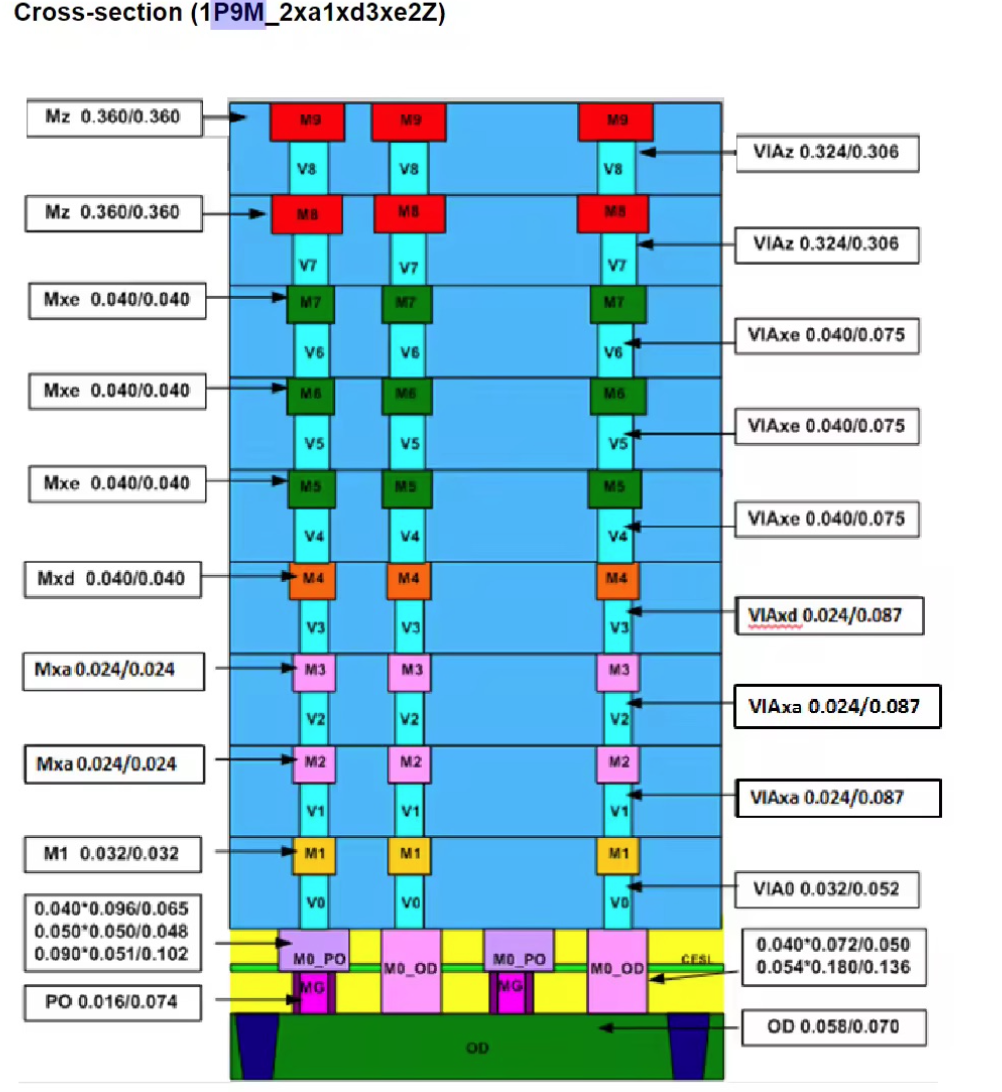 Cross-section (1P9M_2xa1xd3xe2Z)
Mz 0.360/0.360
M9 M9 M9
VIAz 0.324/0.306
V8 V8 V8
Mz 0.360/0.360
M8 M8 M8
VIAz 0.324/0.306
V7 V7 V7
Mxe 0.040/0.040
M7 M7 M7
VIAxe 0.040/0.075
V6 V6 V6
Mxe 0.040/0.040
M6 M6 M6
VIAxe 0.040/0.075
V5 V5 V5
Mxe 0.040/0.040
M5 M5 M5
VIAxe 0.040/0.075
V4 V4 V4
Mxd 0.040/0.040
M4 M4 M4
VIAxd 0.024/0.087
V3 V3 V3
Mxa 0.024/0.024
M3 M3 M3
VIAxa 0.024/0.087
V2 V2 V2
Mxa 0.024/0.024
M2 M2 M2
VIAxa 0.024/0.087
V1 V1 V1
M1 0.032/0.032
M1 M1 M1
VIA0 0.032/0.052
V0 V0 V0
0.040*0.096/0.065
0.050*0.050/0.048
0.090*0.051/0.102
M0_PO M0_OD M0_PO M0_OD
CESL
0.040*0.072/0.050
0.054*0.180/0.136
MG MG
PO 0.016/0.074
OD 0.058/0.070
OD